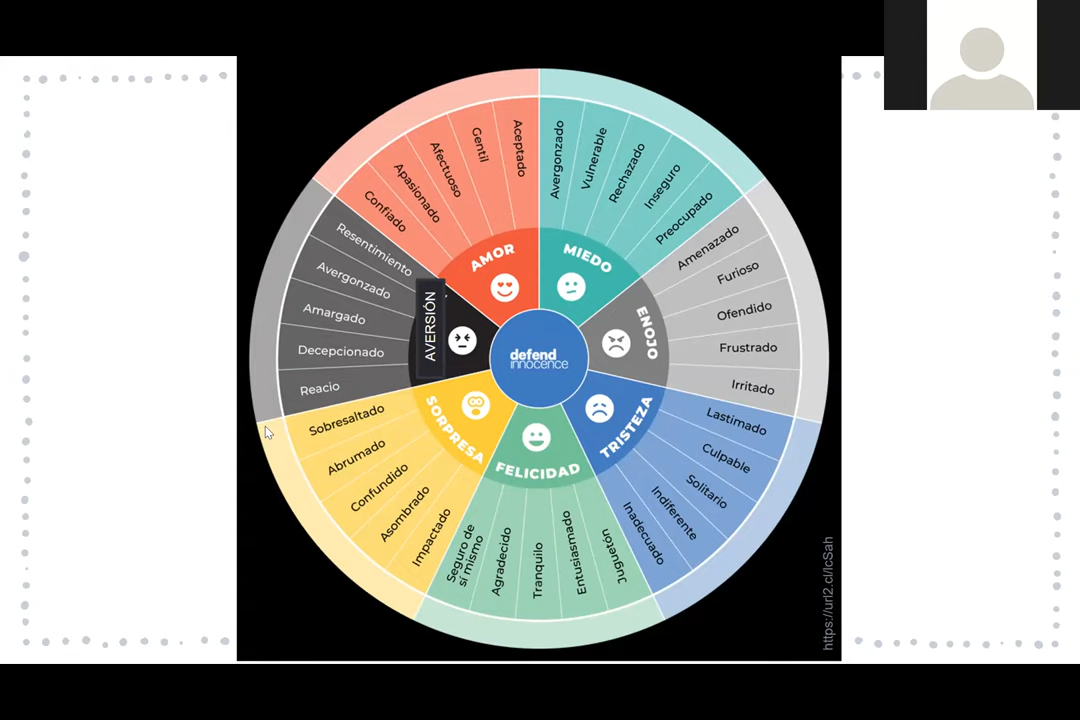 AMOR
Confiado
Apasionado
Afectuoso
Gentil
Aceptado
MIEDO
Avergonzado
Vulnerable
Rechazado
Inseguro
Preocupado
ENOJO
Amenazado
Furioso
Ofendido
Frustrado
Irritado
TRISTEZA
Lastimado
Culpable
Solitario
Indiferente
Inadecuado
FELICIDAD
Juguetón
Entusiasmado
Tranquilo
Agradecido
Seguro de
sí mismo
SORPRESA
Impactado
Asombrado
Confundido
Abrumado
Sobresaltado
AVERSIÓN
Reacio
Decepcionado
Amargado
Avergonzado
Resentimiento
defend
innocence
https://url2.cl/IcSah